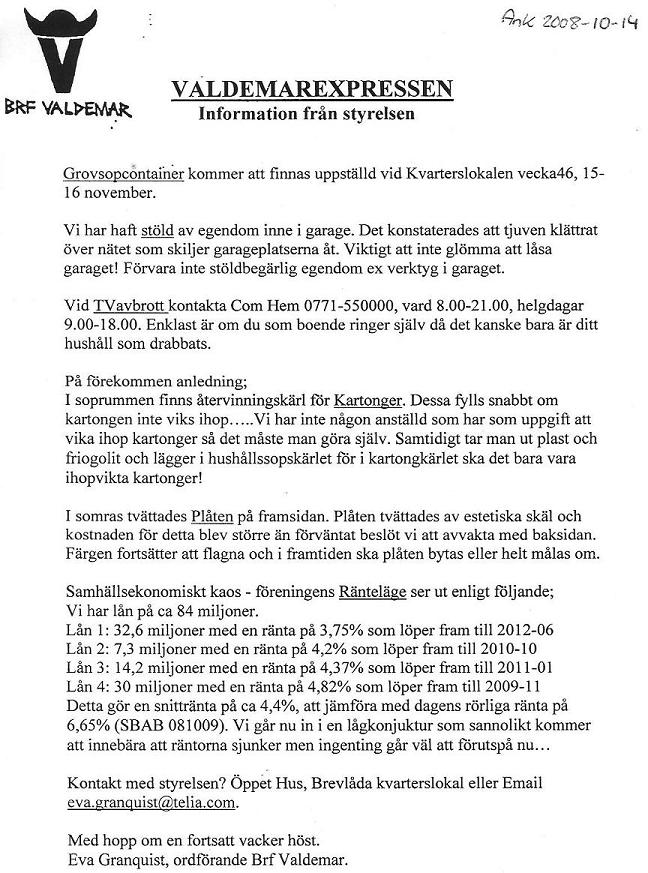 Ank 2008-10-14
BRF VALDEMAR
VALDEMAREXPRESSEN
Information från styrelsen
Grovsopcontainer kommer att finnas uppställd vid Kvarterslokalen vecka46, 15-
16 november.
Vi har haft stöld av egendom inne i garage. Det konstaterades att tjuven klättrat
över nätet som skiljer garageplatserna åt. Viktigt att inte glömma att låsa
garaget! Förvara inte stöldbegärlig egendom ex verktyg i garaget.
Vid TVavbrott kontakta Com Hem 0771-550000, vard 8.00-21.00, helgdagar
9.00-18.00. Enklast är om du som boende ringer själv då det kanske bara är ditt
hushåll som drabbats.
På förekommen anledning;
I soprummen finns återvinningskärl för Kartonger. Dessa fylls snabbt om
kartongen inte viks ihop…..Vi har inte någon anställd som har som uppgift att
vika ihop kartonger så det måste man göra själv. Samtidigt tar man ut plast och
friogolit och lägger i hushållssopskärlet för i kartongkärlet ska det bara vara
ihopvikta kartonger!
I somras tvättades Plåten på framsidan. Plåten tvättades av estetiska skäl och
kostnaden för detta blev större än förväntat beslöt vi att avvakta med baksidan.
Färgen fortsätter att flagna och i framtiden ska plåten bytas eller helt målas om.
Samhällsekonomiskt kaos - föreningens Ränteläge ser ut enligt följande;
Vi har lån på ca 84 miljoner.
Lån 1: 32,6 miljoner med en ränta på 3,75% som löper fram till 2012-06
Lån 2: 7,3 miljoner med en ränta på 4,2% som löper fram till 2010-10
Lån 3: 14,2 miljoner med en ränta på 4,37% som löper fram till 2011-01
Lån 4: 30 miljoner med en ränta på 4,82% som löper fram till 2009-11
Detta gör en snittränta på ca 4,4%, att jämföra med dagens rörliga ränta på
6,65% (SBAB 081009). Vi går nu in i en lågkonjuktur som sannolikt kommer
att innebära att räntorna sjunker men ingenting går väl att förutspå nu…
Kontakt med styrelsen? Öppet Hus, Brevlåda kvarterslokal eller Email
eva.granquist@telia.com.
Med hopp om en fortsatt vacker höst.
Eva Granquist, ordförande Brf Valdemar.